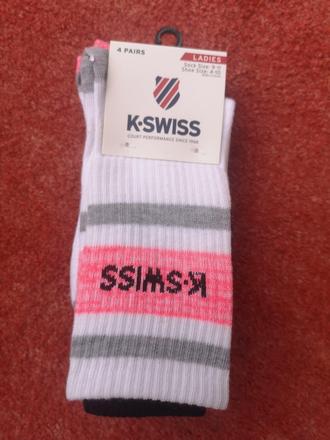 4 PAIRS
LADIES
Sock Size: 9-11
Shoe Size: 4-10
K·SWISS
COURT PERFORMANCE SINCE 1966
K·SWISS